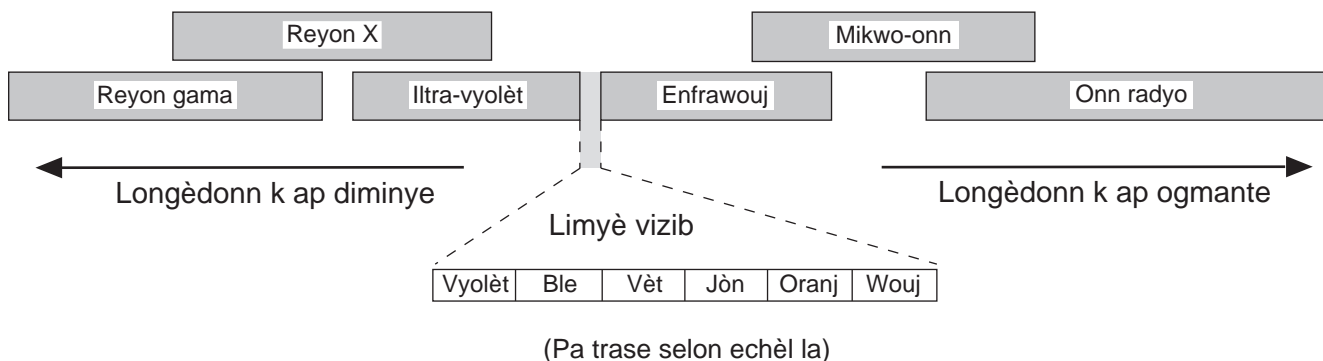 Reyon X
Mikwo-onn
Reyon gama
Iltra-vyolèt
Enfrawouj
Onn radyo
Longèdonn k ap diminye
Longèdonn k ap ogmante
Limyè vizib
Vyolèt Ble Vèt Jòn Oranj Wouj
(Pa trase selon echèl la)